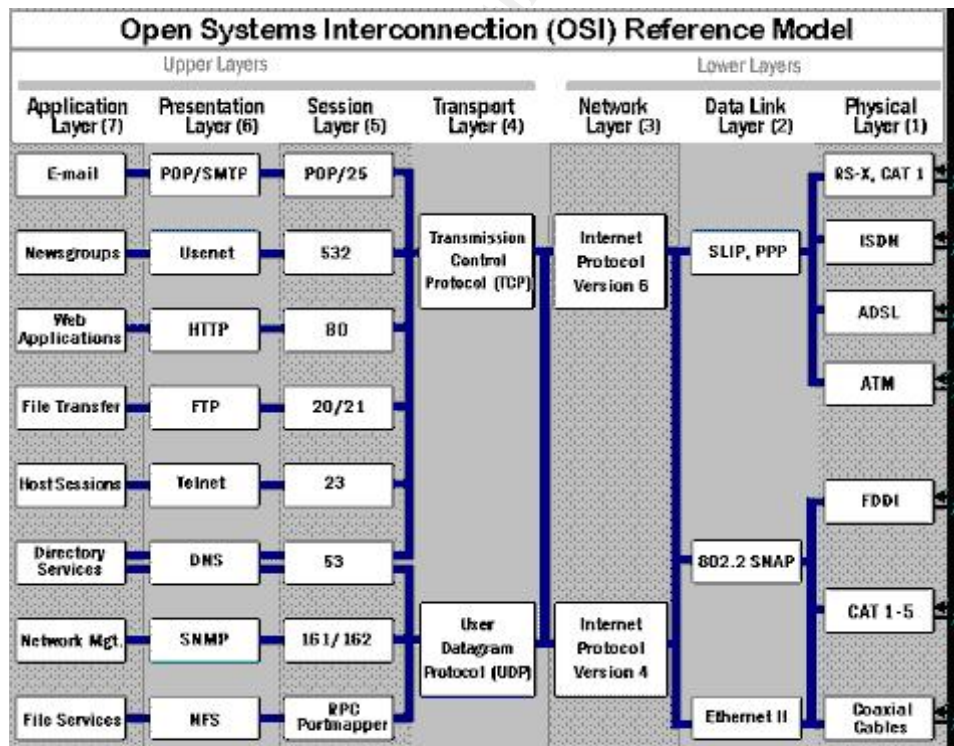 Open Systems Interconnection (OSI) Reference Model
Upper Layers
Lower Layers
Application Layer (7)
Presentation Layer (6)
Session Layer (5)
Transport Layer (4)
Network Layer (3)
Data Link Layer (2)
Physical Layer (1)
E-mail
POP/SMTP
POP/25
RS-X, CAT 1
Newsgroups
Usenet
532
Transmission
Control
Protocol (TCP)
Internet
Protocol
Version 6
SLIP, PPP
ISDN
Web
Applications
HTTP
80
ADSL
ATM
File Transfer
FTP
20/21
Host Sessions
Telnet
23
FDDI
Directory
Services
DNS
53
802.2 SNAP
CAT 1-5
Network Mgt.
SNMP
161/162
User
Datagram
Protocol (UDP)
Internet
Protocol
Version 4
File Services
NFS
RPC
Portmapper
Ethernet II
Coaxial
Cables